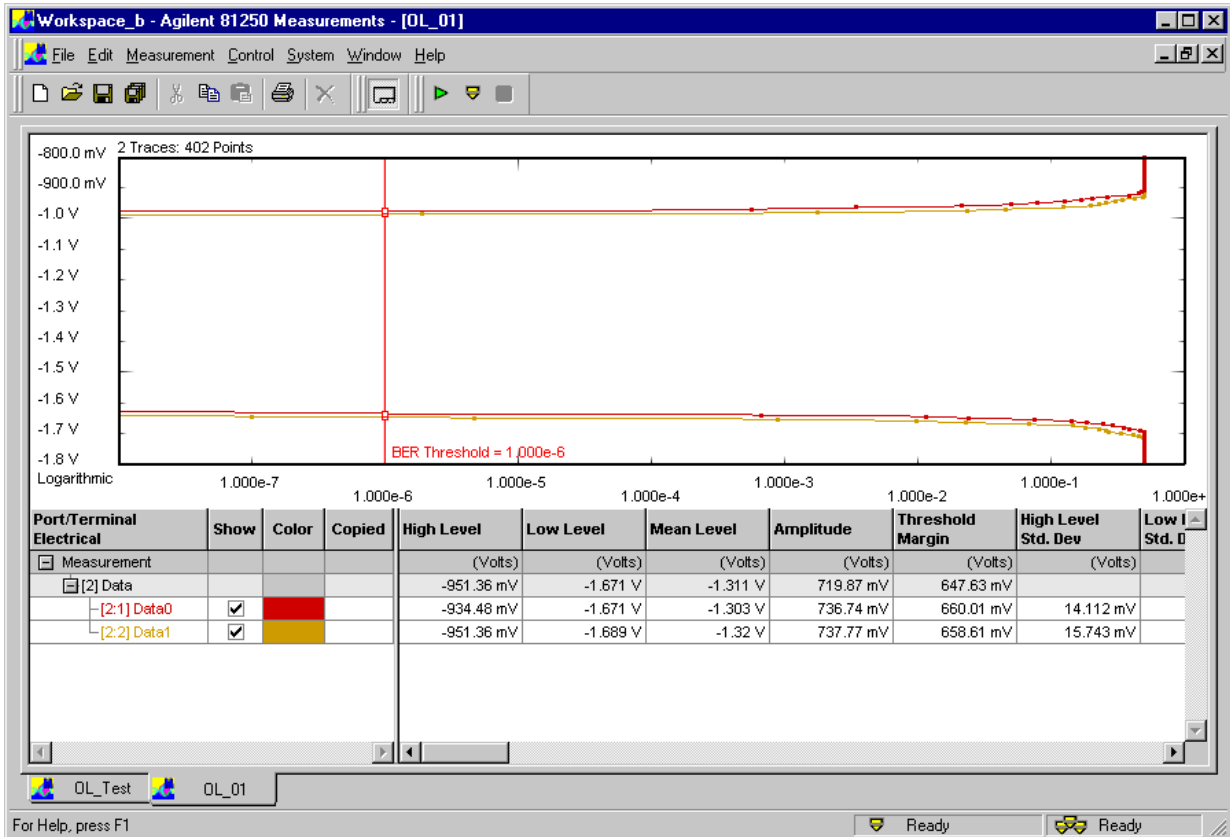 Workspace_b - Agilent 81250 Measurements - [OL_01]
File Edit Measurement Control System Window Help
2 Traces: 402 Points
-800.0 mV
-900.0 mV
-1.0 V
-1.1 V
-1.2 V
-1.3 V
-1.4 V
-1.5 V
-1.6 V
-1.7 V
-1.8 V
BER Threshold = 1.000e-6
Logarithmic 1.000e-7 1.000e-6 1.000e-5 1.000e-4 1.000e-3 1.000e-2 1.000e-1 1.000e+
Port/Terminal Electrical Show Color Copied High Level Low Level Mean Level Amplitude Threshold Margin High Level Std. Dev Low
Measurement (Volts) (Volts) (Volts) (Volts) (Volts) (Volts)
[2] Data -951.36 mV -1.671 V -1.311 V 719.87 mV 647.63 mV
[2:1] Data0 -934.48 mV -1.671 V -1.303 V 736.74 mV 660.01 mV 14.112 mV
[2:2] Data1 -951.36 mV -1.689 V -1.32 V 737.77 mV 658.61 mV 15.743 mV
OL_Test OL_01
For Help, press F1 Ready Ready